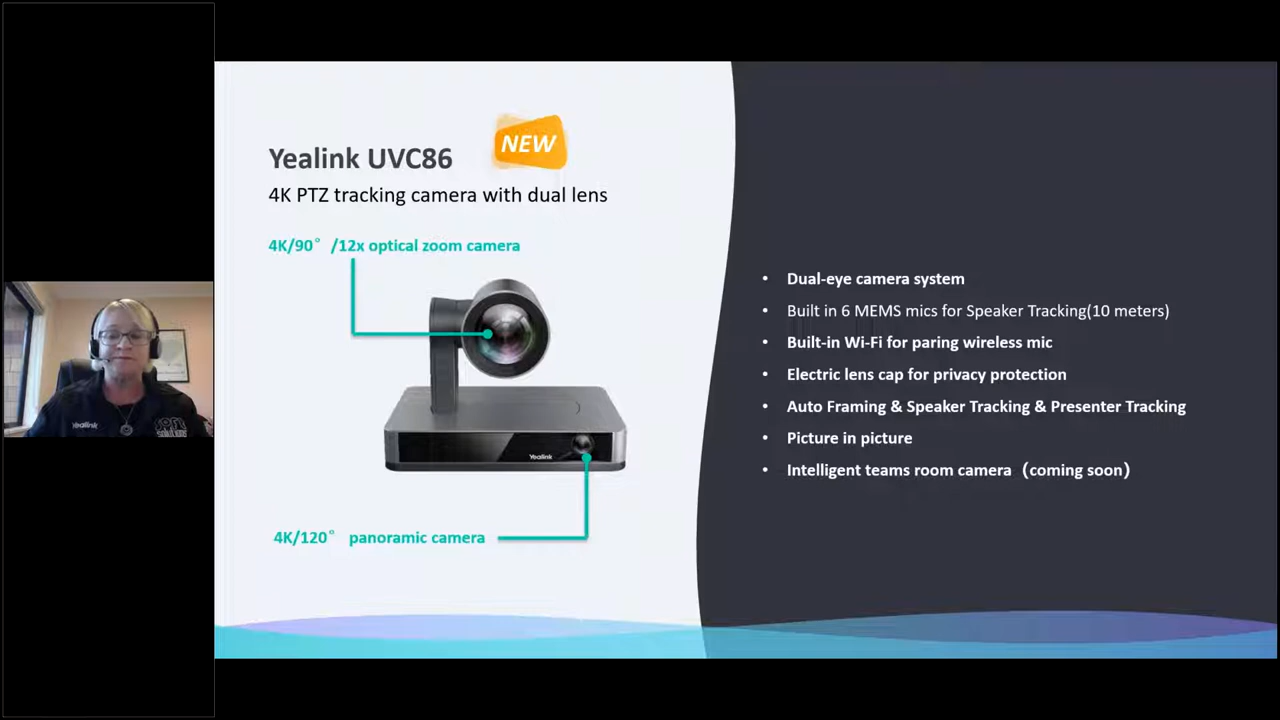 NEW
Yealink UVC86
4K PTZ tracking camera with dual lens
4K/90° /12x optical zoom camera
Yealink
4K/120° panoramic camera
• Dual-eye camera system
• Built in 6 MEMS mics for Speaker Tracking(10 meters)
• Built-in Wi-Fi for paring wireless mic
• Electric lens cap for privacy protection
• Auto Framing & Speaker Tracking & Presenter Tracking
• Picture in picture
• Intelligent teams room camera（coming soon）
Yealink
solutions